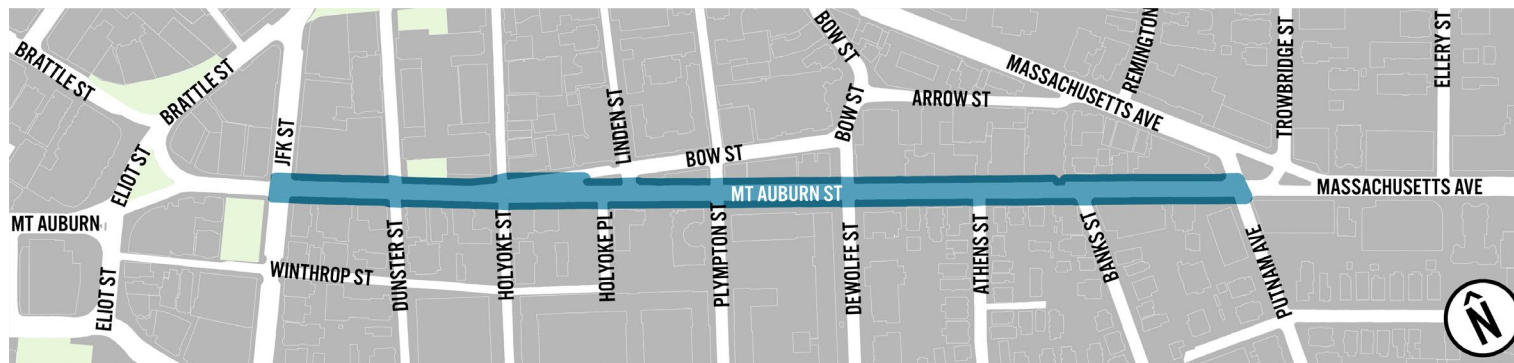 BRATTLE ST
BRATTLE ST
ELIOT ST
MT AUBURN
ELIOT ST
JFK ST
WINTHROP ST
DUNSTER ST
HOLYOKE ST
LINDEN ST
HOLYOKE PL
BOW ST
PLYMPTON ST
MT AUBURN ST
BOW ST
BOW ST
DEWOLFE ST
ARROW ST
ATHENS ST
BANKS ST
MASSACHUSETTS AVE
REMINGTON
TROWBRIDGE ST
ELLERY ST
MASSACHUSETTS AVE
PUTNAM AVE
N